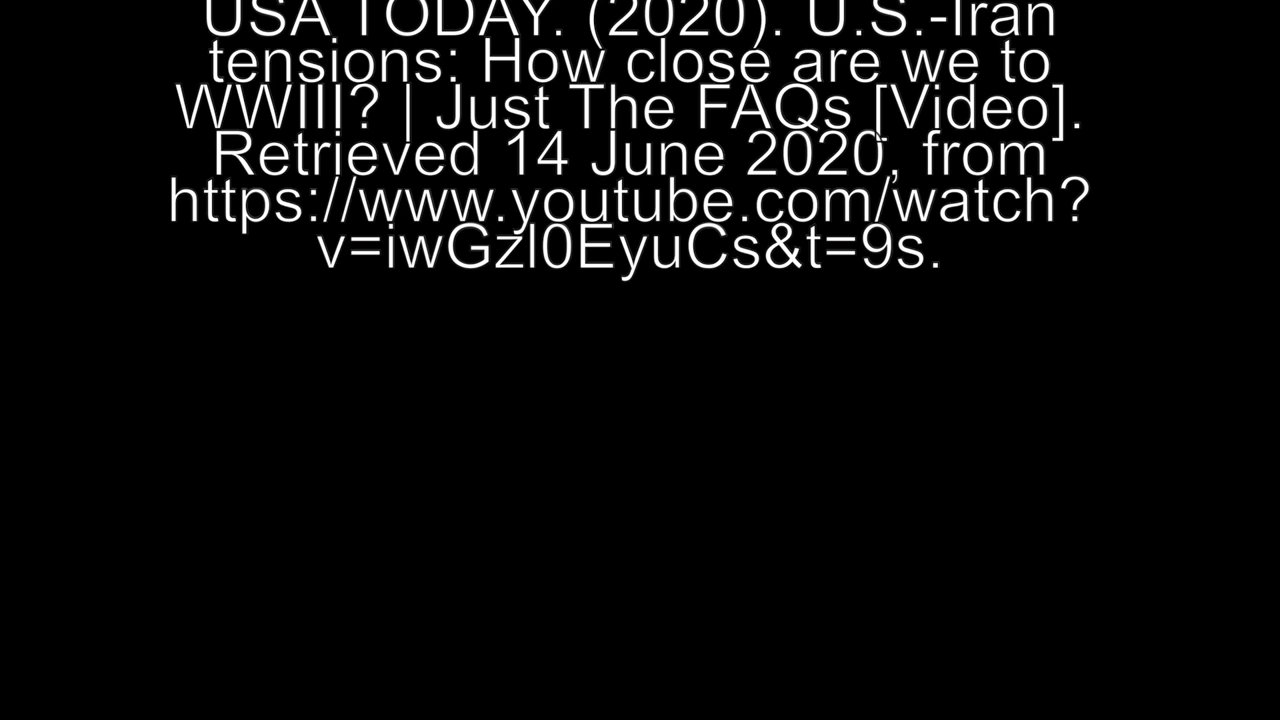 USA TODAY. (2020). U.S.-Iran
tensions: How close are we to
WWIII? | Just The FAQs [Video].
Retrieved 14 June 2020, from
https://www.youtube.com/watch?
v=iwGzl0EyuCs&t=9s.